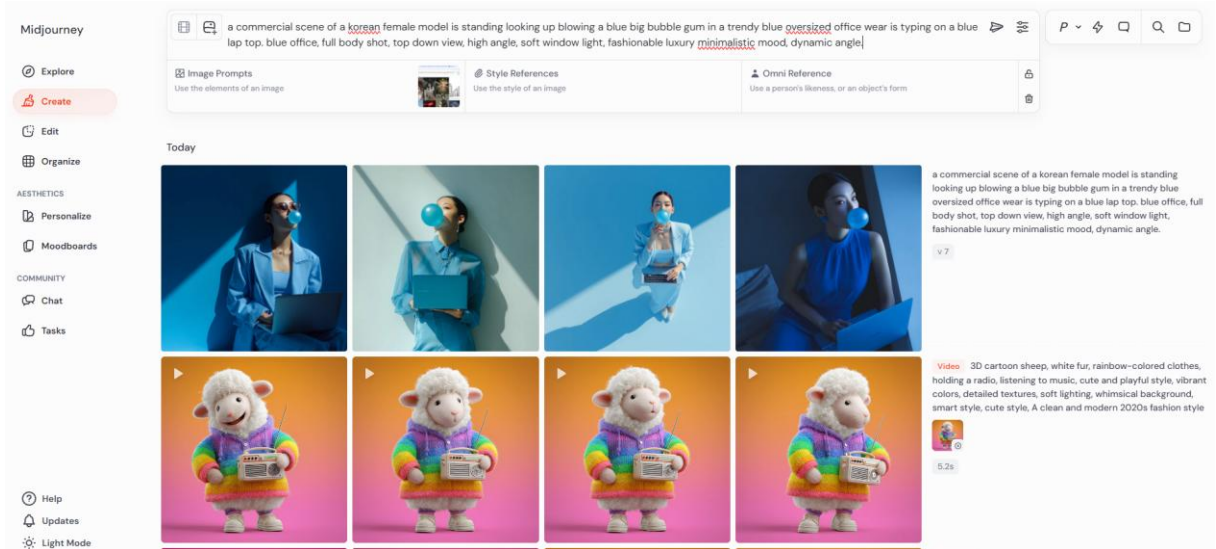 Midjourney
a commercial scene of a korean female model is standing looking up blowing a blue big bubble gum in a trendy blue oversized office wear is typing on a blue
lap top. blue office, full body shot, top down view, high angle, soft window light, fashionable luxury minimalistic mood, dynamic angle.
P
Image Prompts
Use the elements of an image
Style References
Use the style of an image
Omni Reference
Use a person's likeness, or an object's form
Explore
Create
Edit
Organize
AESTHETICS
Personalize
Moodboards
COMMUNITY
Chat
Tasks
Help
Updates
Light Mode
Today
a commercial scene of a korean female model is standing
looking up blowing a blue big bubble gum in a trendy blue
oversized office wear is typing on a blue lap top. blue office, full
body shot, top down view, high angle, soft window light,
fashionable luxury minimalistic mood, dynamic angle.
v 7
Video 3D cartoon sheep, white fur, rainbow-colored clothes,
holding a radio, listening to music, cute and playful style, vibrant
colors, detailed textures, soft lighting, whimsical background,
smart style, cute style, A clean and modern 2020s fashion style
5.2s